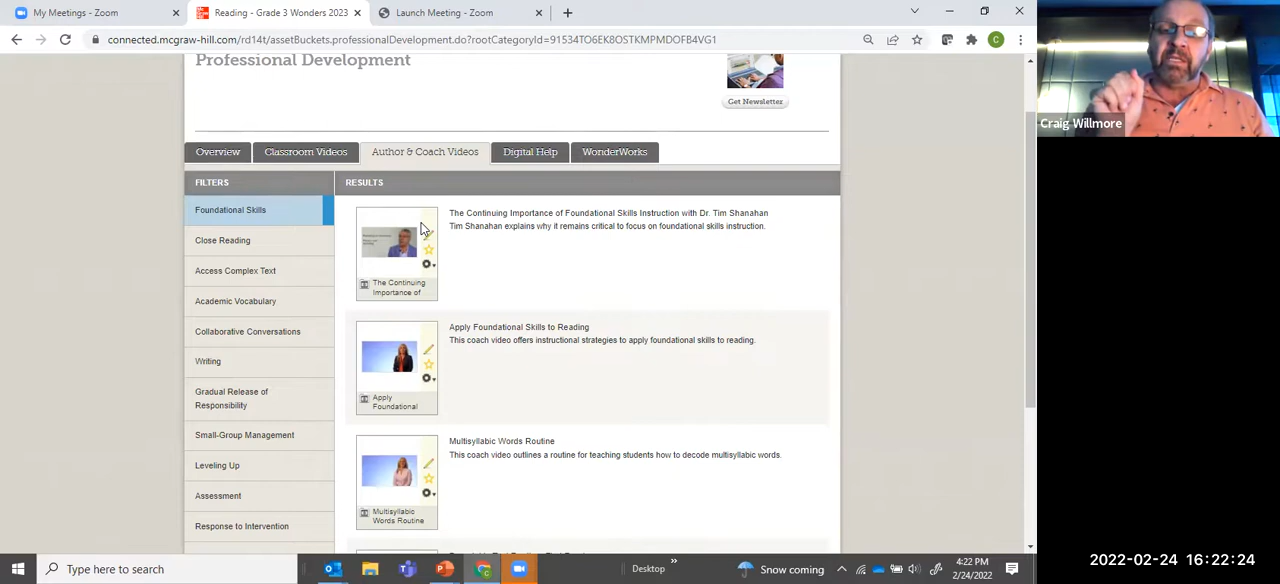 My Meetings - Zoom
Reading - Grade 3 Wonders 2023
Launch Meeting - Zoom
connected.mcgraw-hill.com/rd14t/assetBuckets.professionalDevelopment.do?rootCategoryId=91534TO6EK8OSTKMPMDOFB4VG1
C
Professional Development
Get Newsletter
Craig Willmore
Overview
Classroom Videos
Author & Coach Videos
Digital Help
WonderWorks
FILTERS
RESULTS
Foundational Skills
Close Reading
Access Complex Text
Academic Vocabulary
Collaborative Conversations
Writing
Gradual Release of
Responsibility
Small-Group Management
Leveling Up
Assessment
Response to Intervention
The Continuing Importance of Foundational Skills Instruction with Dr. Tim Shanahan
Tim Shanahan explains why it remains critical to focus on foundational skills instruction.
The Continuing
Importance of
Apply Foundational Skills to Reading
This coach video offers instructional strategies to apply foundational skills to reading.
Apply
Foundational
Multisyllabic Words Routine
This coach video outlines a routine for teaching students how to decode multisyllabic words.
Multisyllabic
Words Routine
Type here to search
Desktop
Snow coming
4:22 PM
2/24/2022
2022-02-24 16:22:24